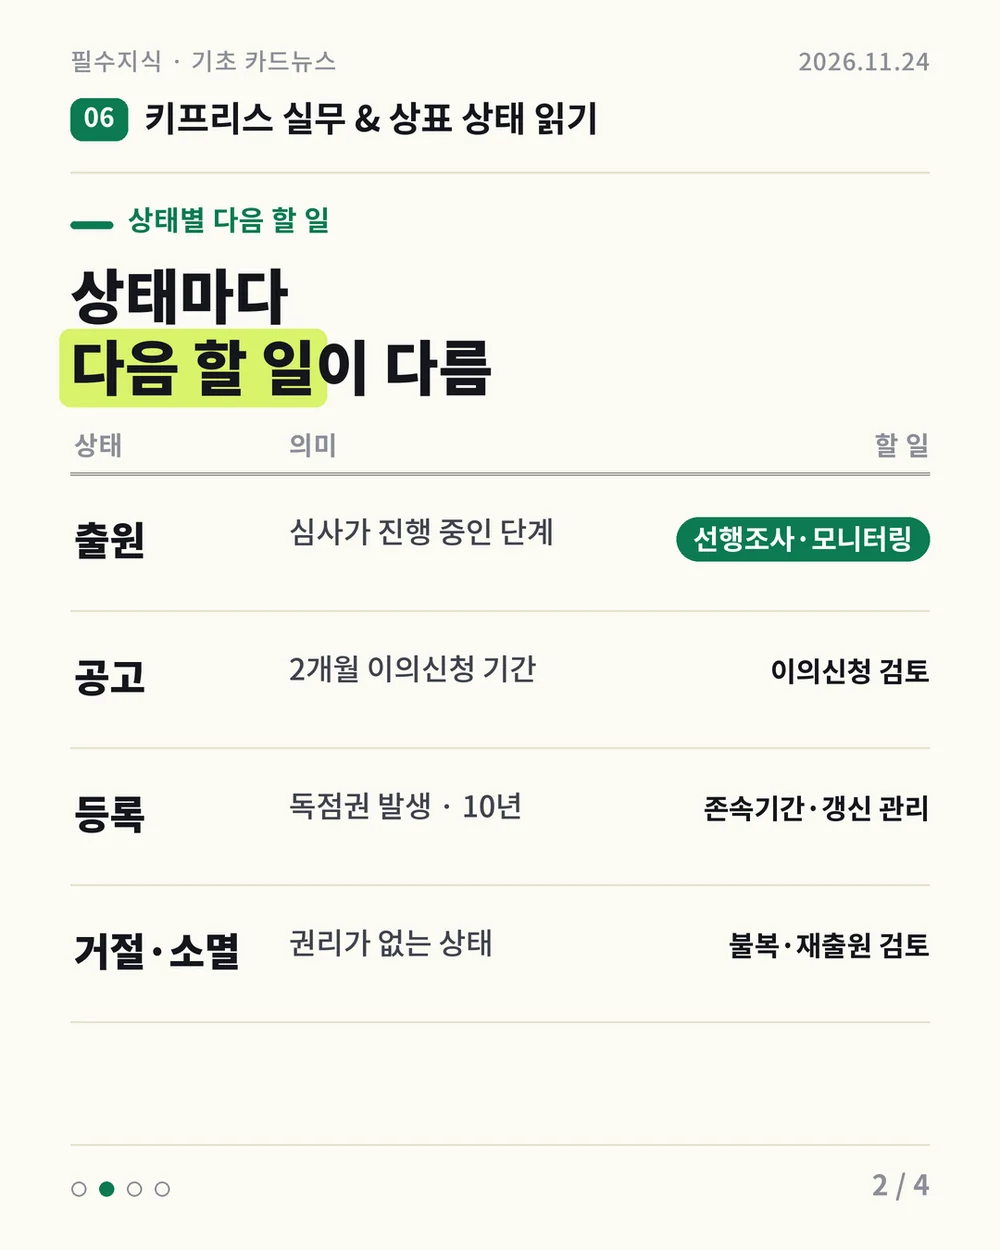 필수지식 · 기초 카드뉴스
2026.11.24
06 키프리스 실무 & 상표 상태 읽기
상태별 다음 할 일
상태마다
다음 할 일이 다름
상태 의미 할 일
출원 심사가 진행 중인 단계 선행조사·모니터링
공고 2개월 이의신청 기간 이의신청 검토
등록 독점권 발생 · 10년 존속기간·갱신 관리
거절·소멸 권리가 없는 상태 불복·재출원 검토
2 / 4